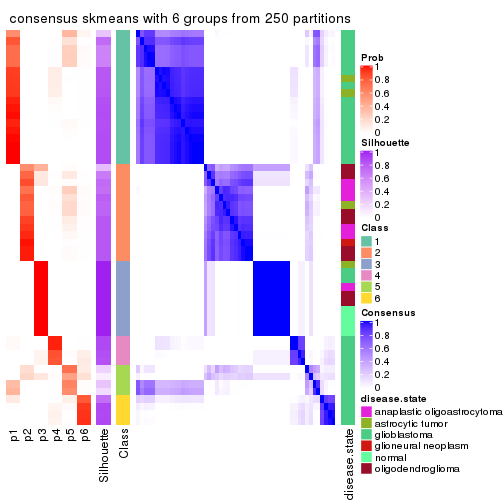 consensus skmeans with 6 groups from 250 partitions
Prob
1
0.8
0.6
0.4
0.2
0
Silhouette
1
0.8
0.6
0.4
0.2
0
Class
1
2
3
4
5
6
Consensus
1
0.8
0.6
0.4
0.2
0
disease.state
anaplastic oligoastrocytoma
astrocytic tumor
glioblastoma
glioneural neoplasm
normal
oligodendroglioma
p1
p2
p3
p4
p5
p6
Silhouette
Class
disease.state